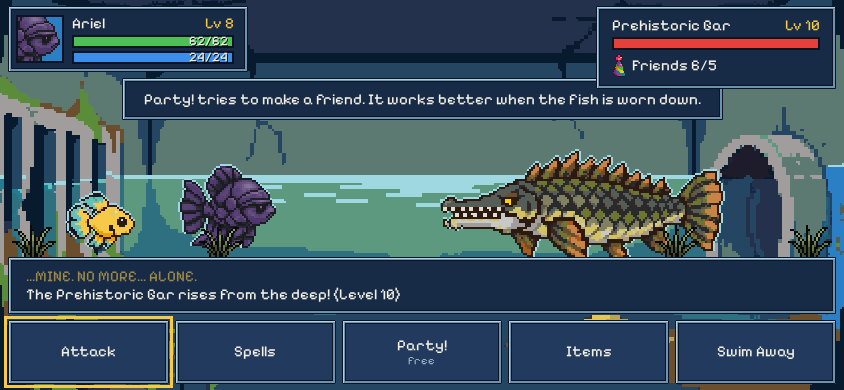 Ariel Lv 8
62/62
24/24
Prehistoric Gar Lv 10
Friends 6/5
Party! tries to make a friend. It works better when the fish is worn down.
...MINE. NO MORE... ALONE.
The Prehistoric Gar rises from the deep! (Level 10)
Attack
Spells
Party!
free
Items
Swim Away